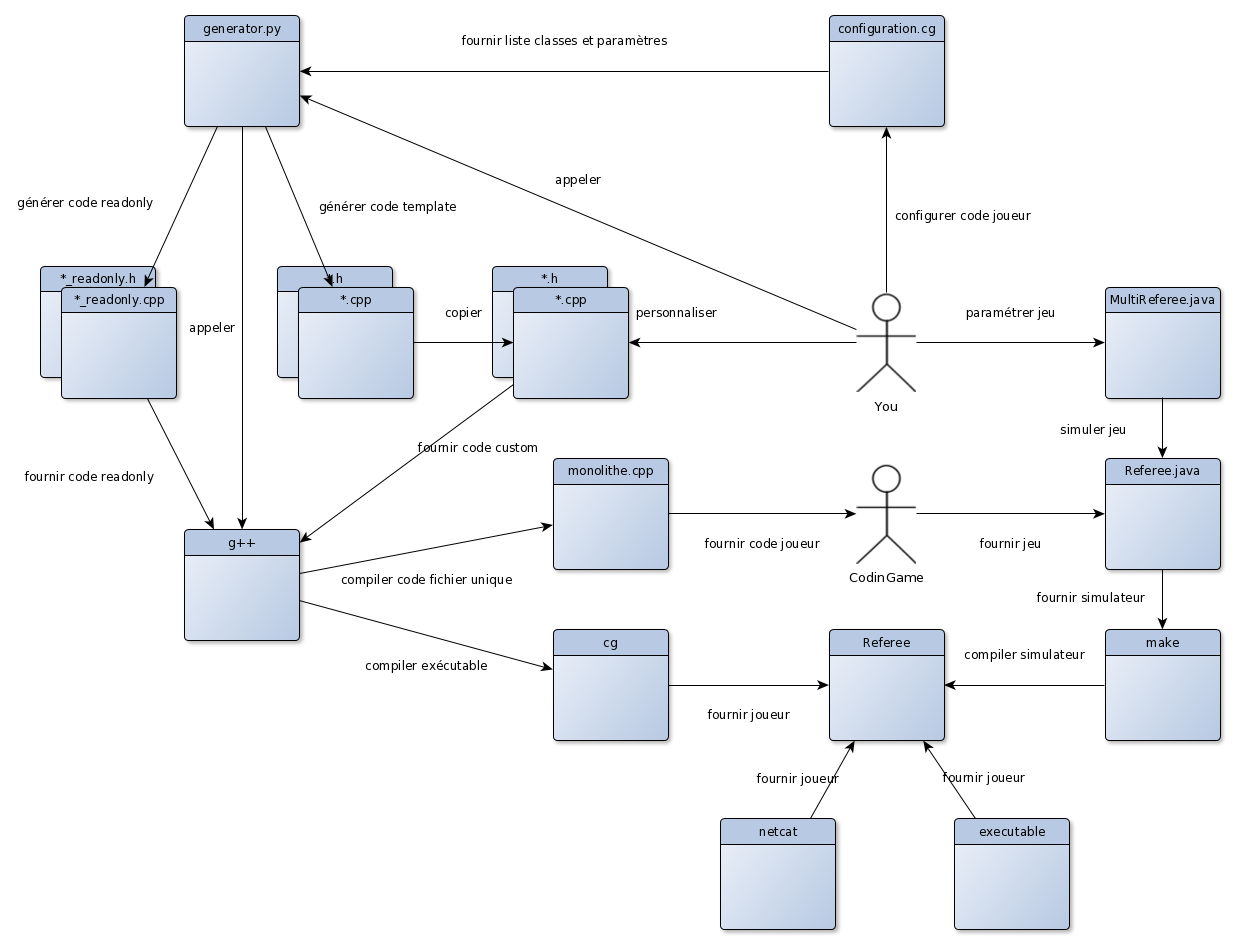 generator.py
configuration.cg
fournir liste classes et paramètres
appeler
générer code readonly
générer code template
configurer code joueur
*_readonly.h
*_readonly.cpp
.h
*.cpp
*.h
*.cpp
MultiReferee.java
appeler
copier
personnaliser
paramétrer jeu
You
simuler jeu
fournir code custom
fournir code readonly
monolithe.cpp
Referee.java
g++
fournir code joueur
fournir jeu
CodinGame
compiler code fichier unique
fournir simulateur
cg
Referee
make
compiler simulateur
compiler exécutable
fournir joueur
fournir joueur
fournir joueur
netcat
executable